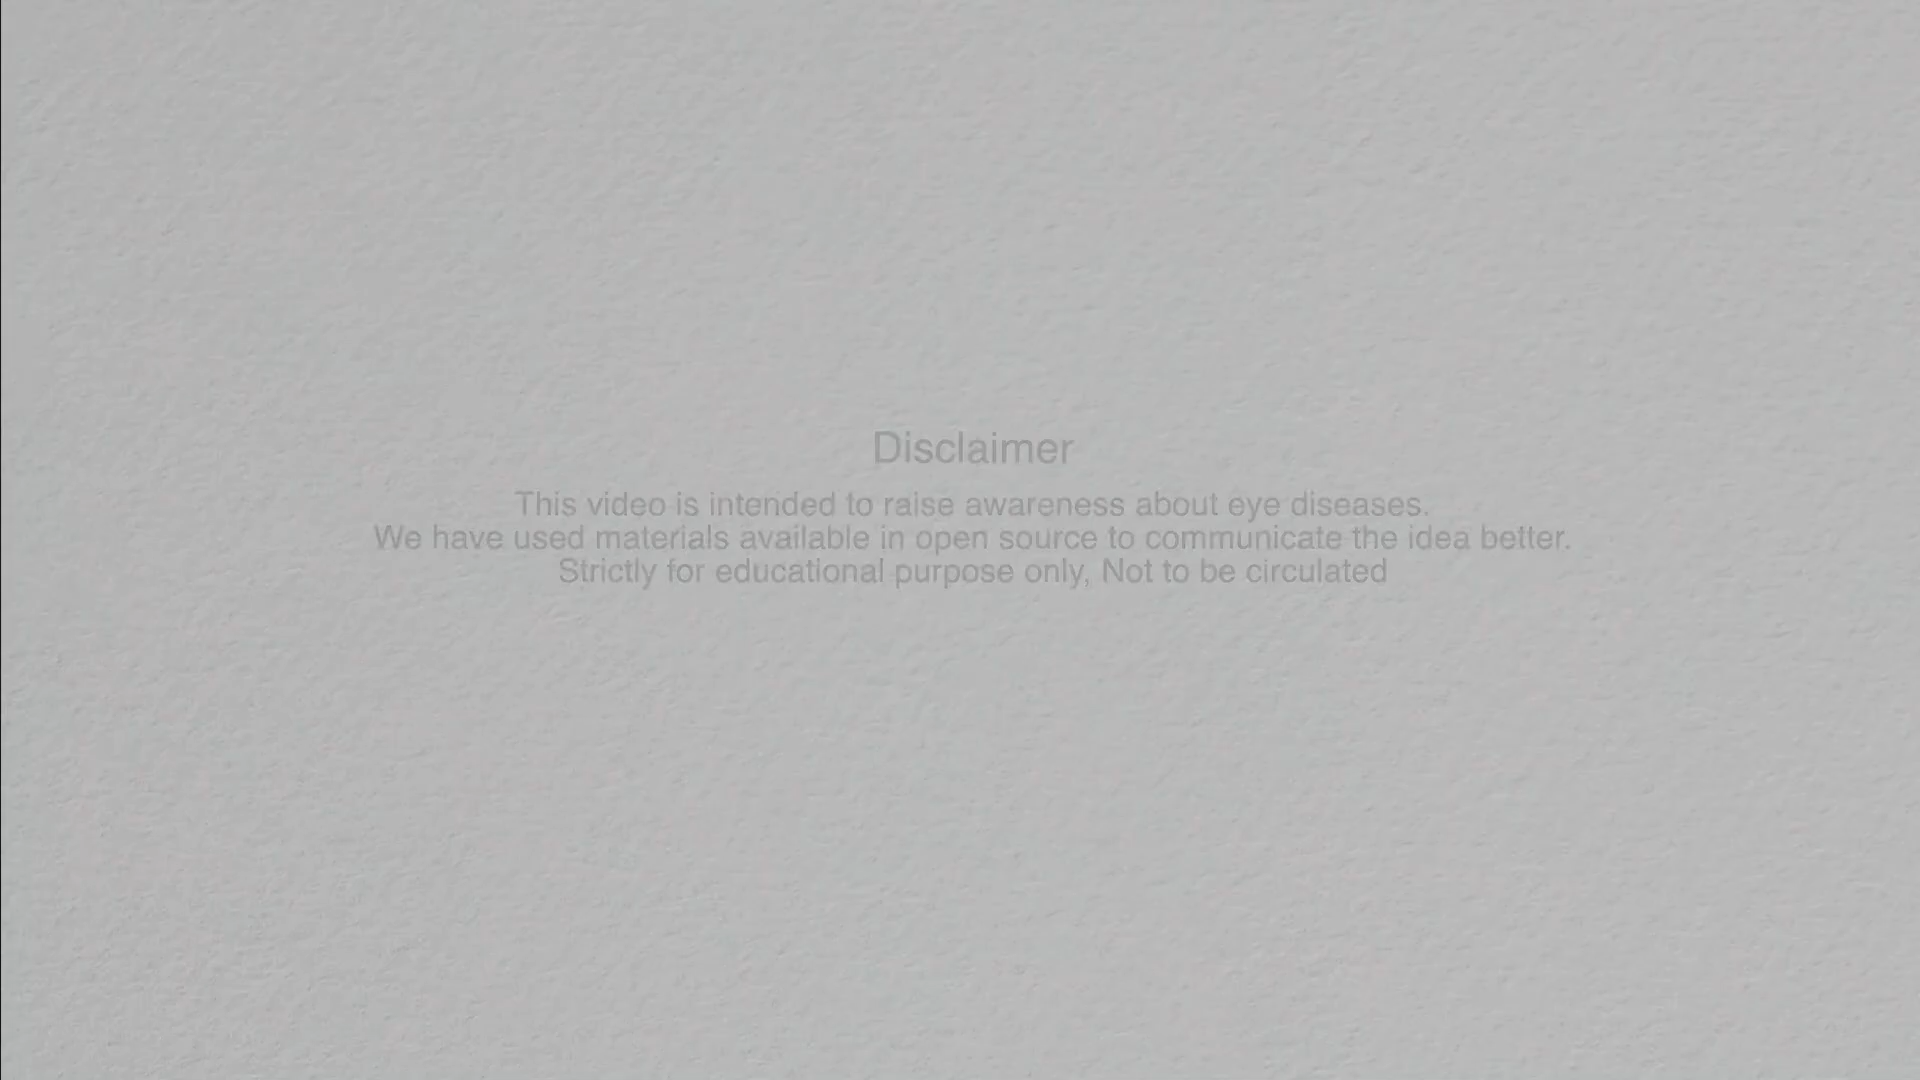 Disclaimer
This video is intended to raise awareness about eye diseases.
We have used materials available in open source to communicate the idea better.
Strictly for educational purpose only, Not to be circulated